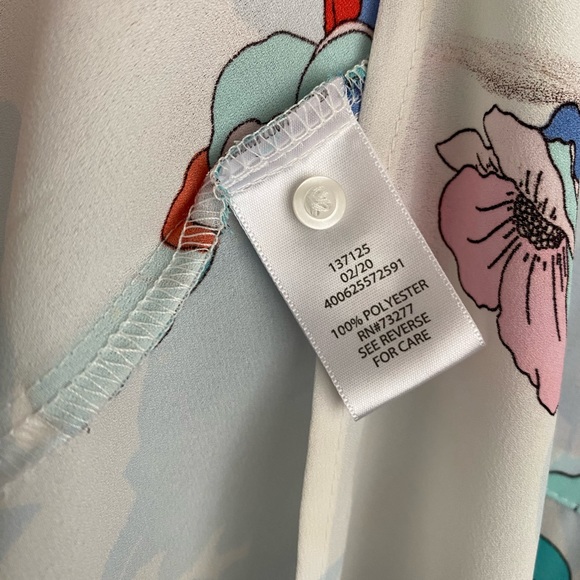 137125
02/20
400625572591
100% POLYESTER
RN#73277
SEE REVERSE
FOR CARE